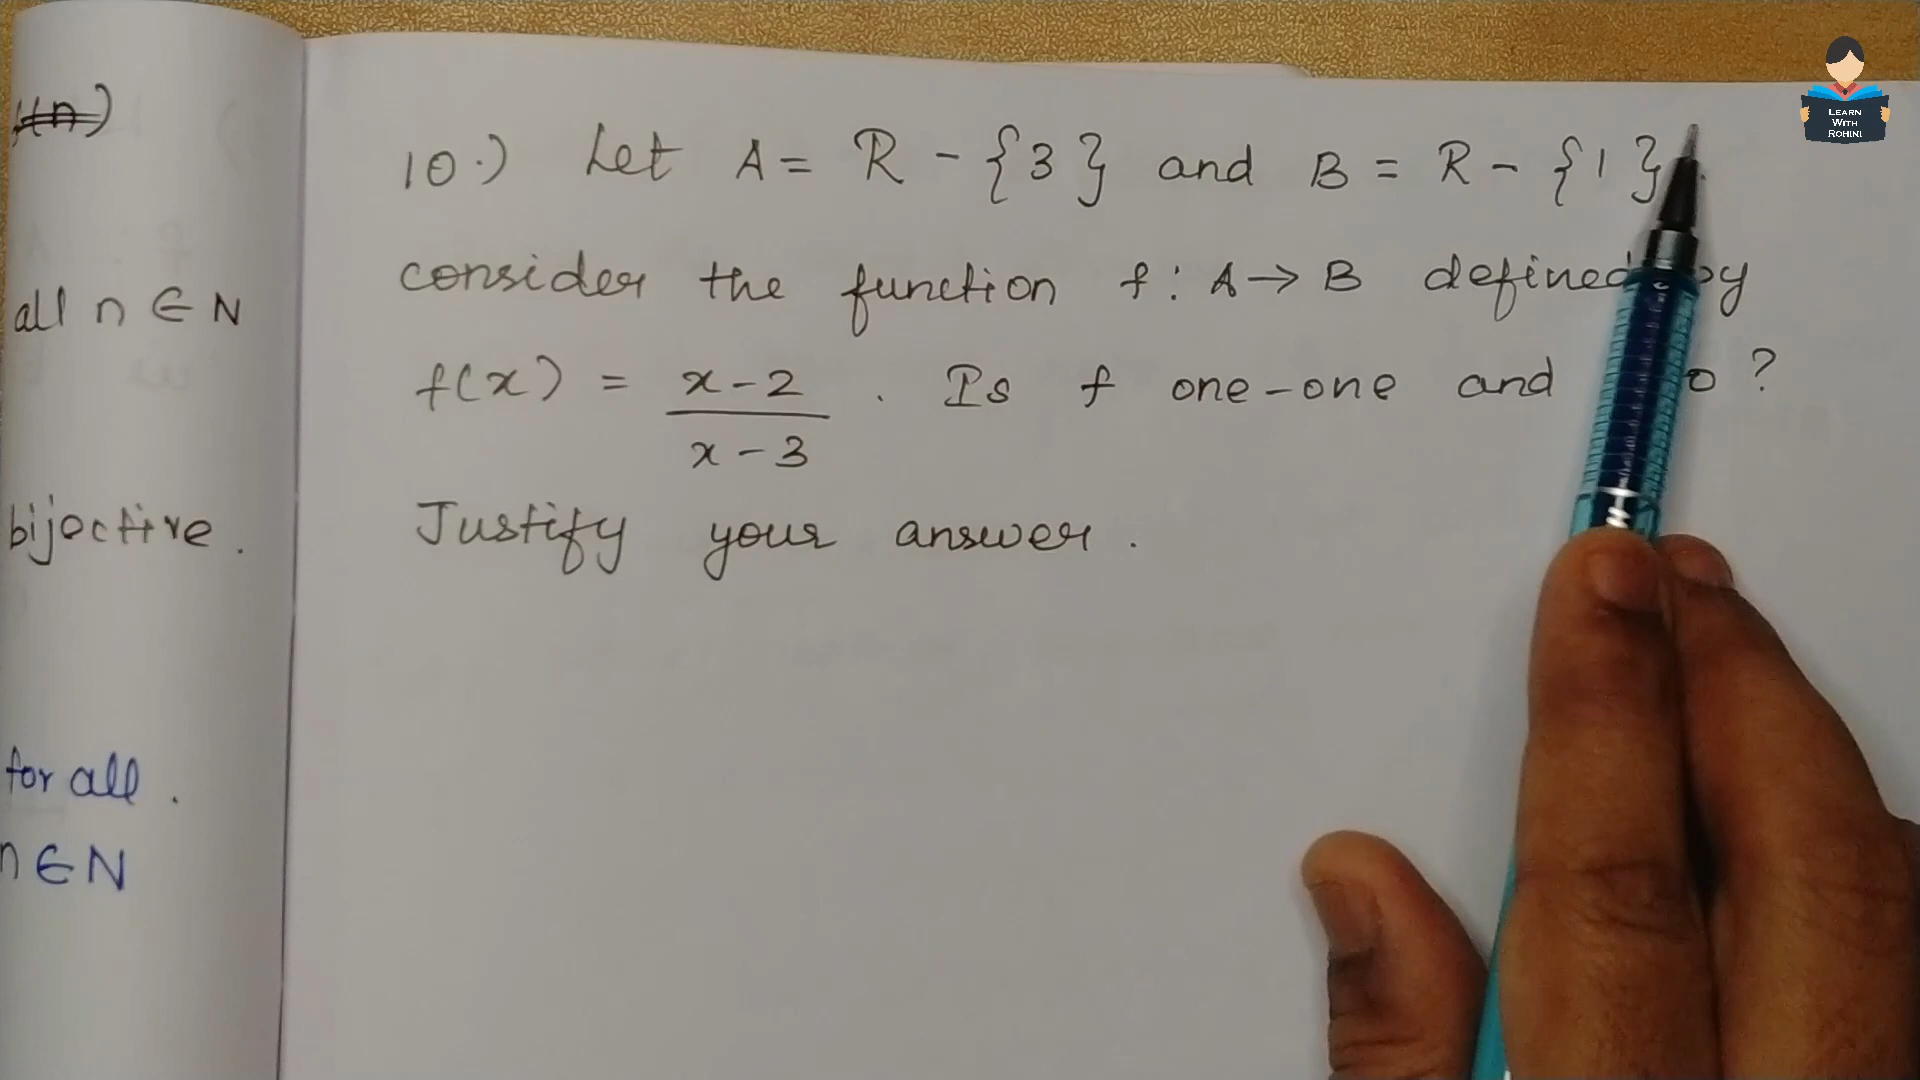 (n)
all n ∈ N
bijective.
for all.
n ∈ N
10.) Let A = R - {3} and B = R - {1}.
consider the function f: A → B defined by
f(x) = x-2 / x-3 . Is f one-one and ?
Justify your answer.
LEARN
WITH
ROHINI